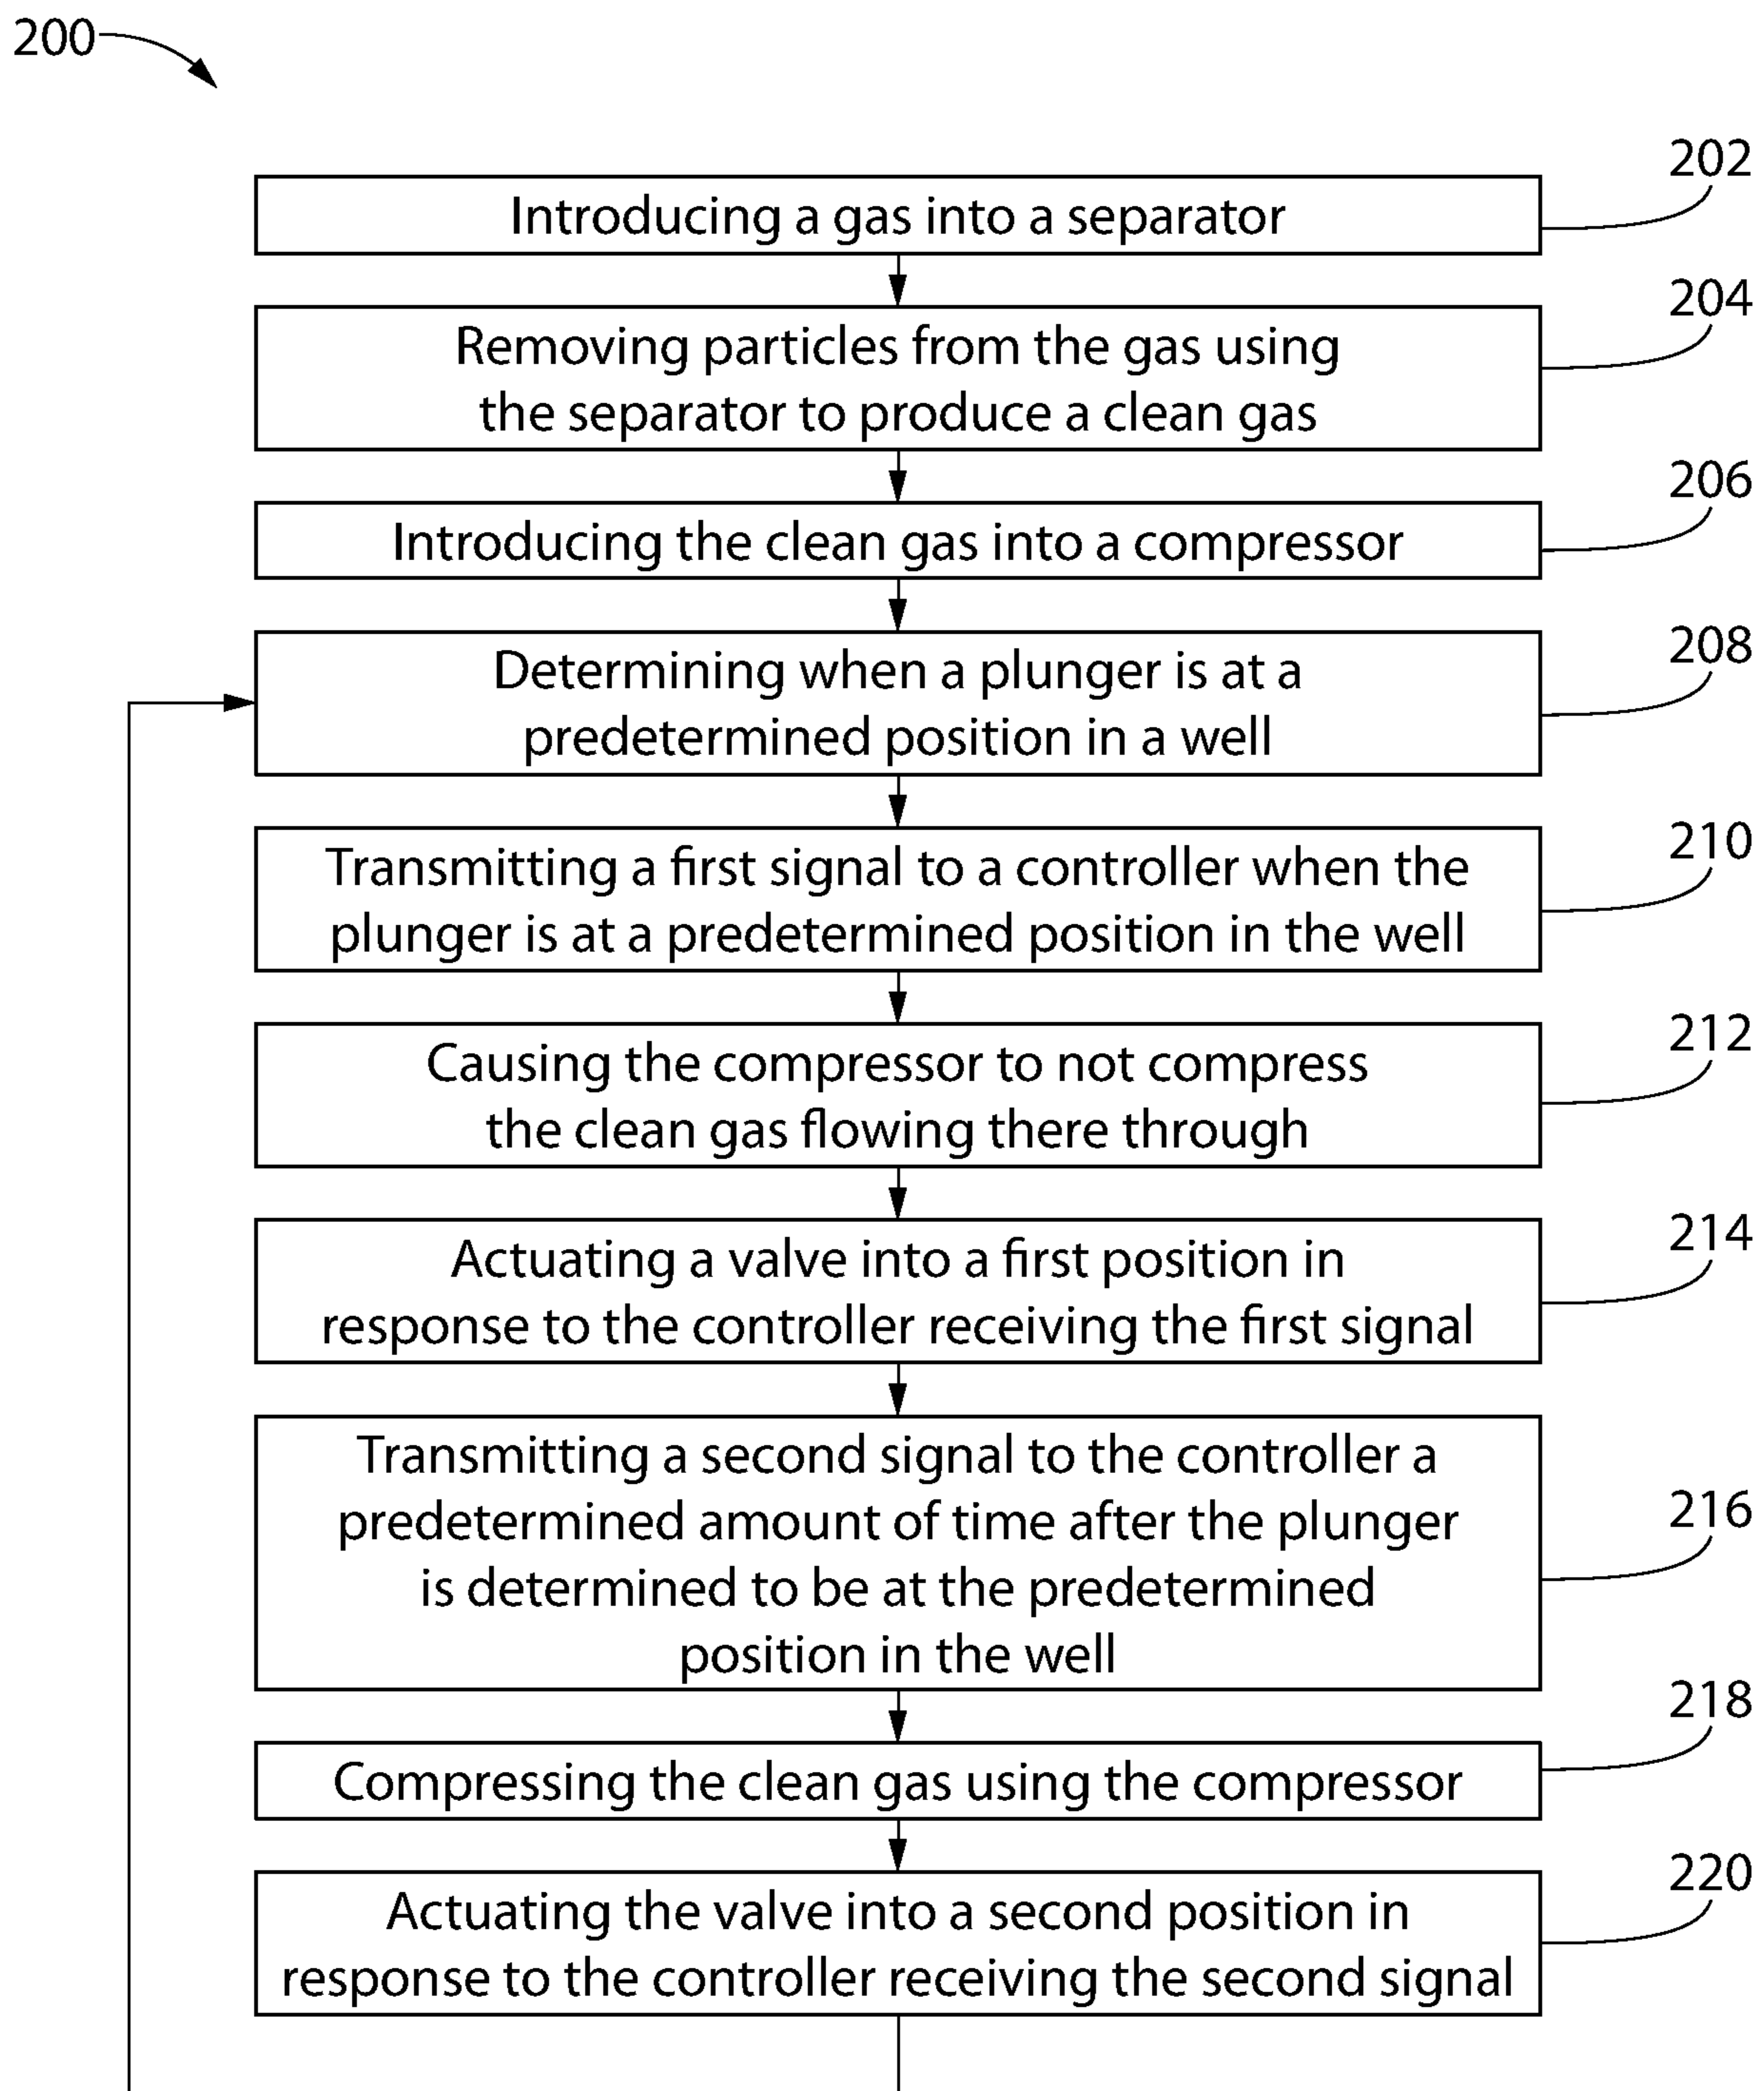 200
202
Introducing a gas into a separator
204
Removing particles from the gas using
the separator to produce a clean gas
206
Introducing the clean gas into a compressor
208
Determining when a plunger is at a
predetermined position in a well
210
Transmitting a first signal to a controller when the
plunger is at a predetermined position in the well
212
Causing the compressor to not compress
the clean gas flowing there through
214
Actuating a valve into a first position in
response to the controller receiving the first signal
216
Transmitting a second signal to the controller a
predetermined amount of time after the plunger
is determined to be at the predetermined
position in the well
218
Compressing the clean gas using the compressor
220
Actuating the valve into a second position in
response to the controller receiving the second signal